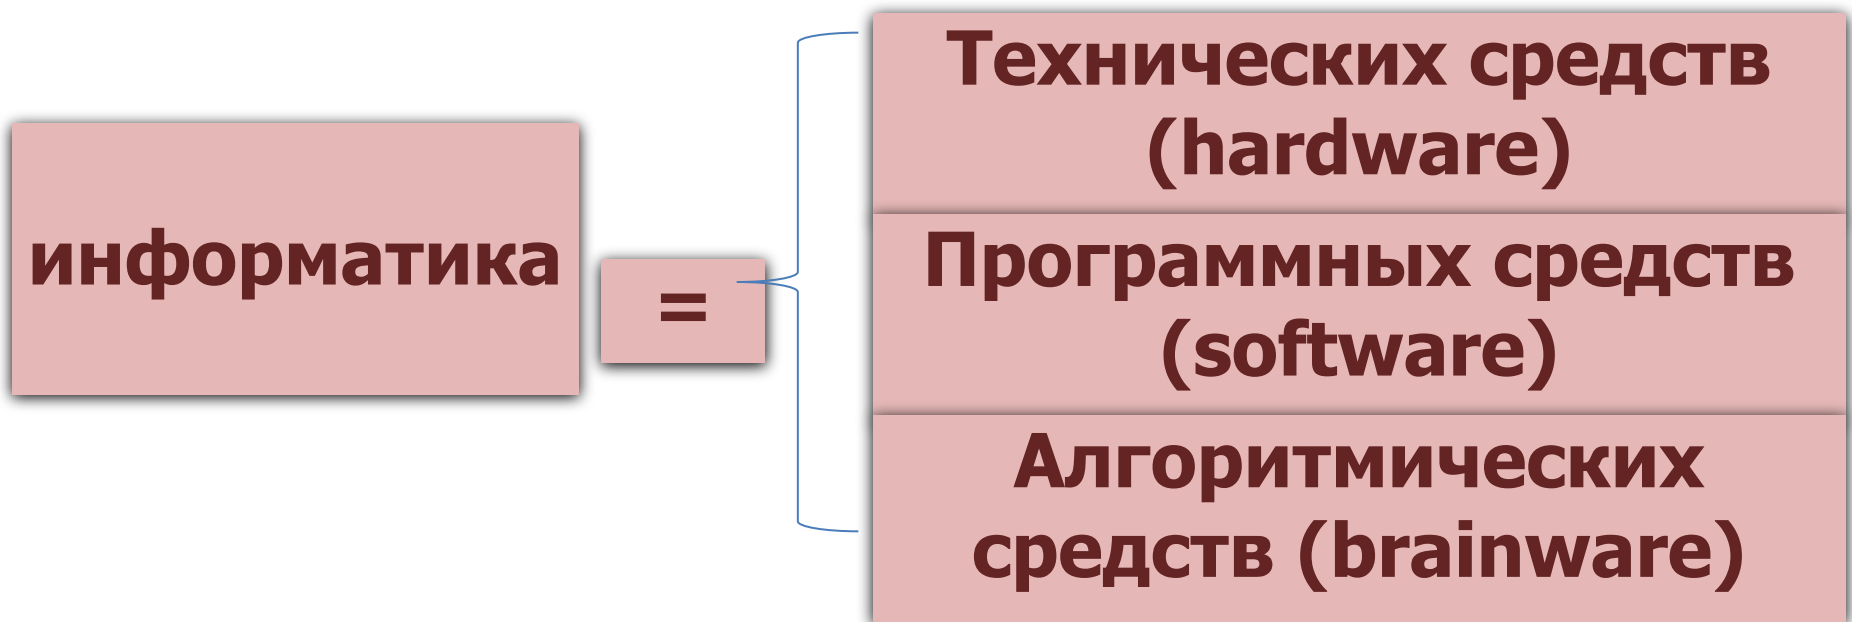 информатика
=
Технических средств
(hardware)
Программных средств
(software)
Алгоритмических
средств (brainware)